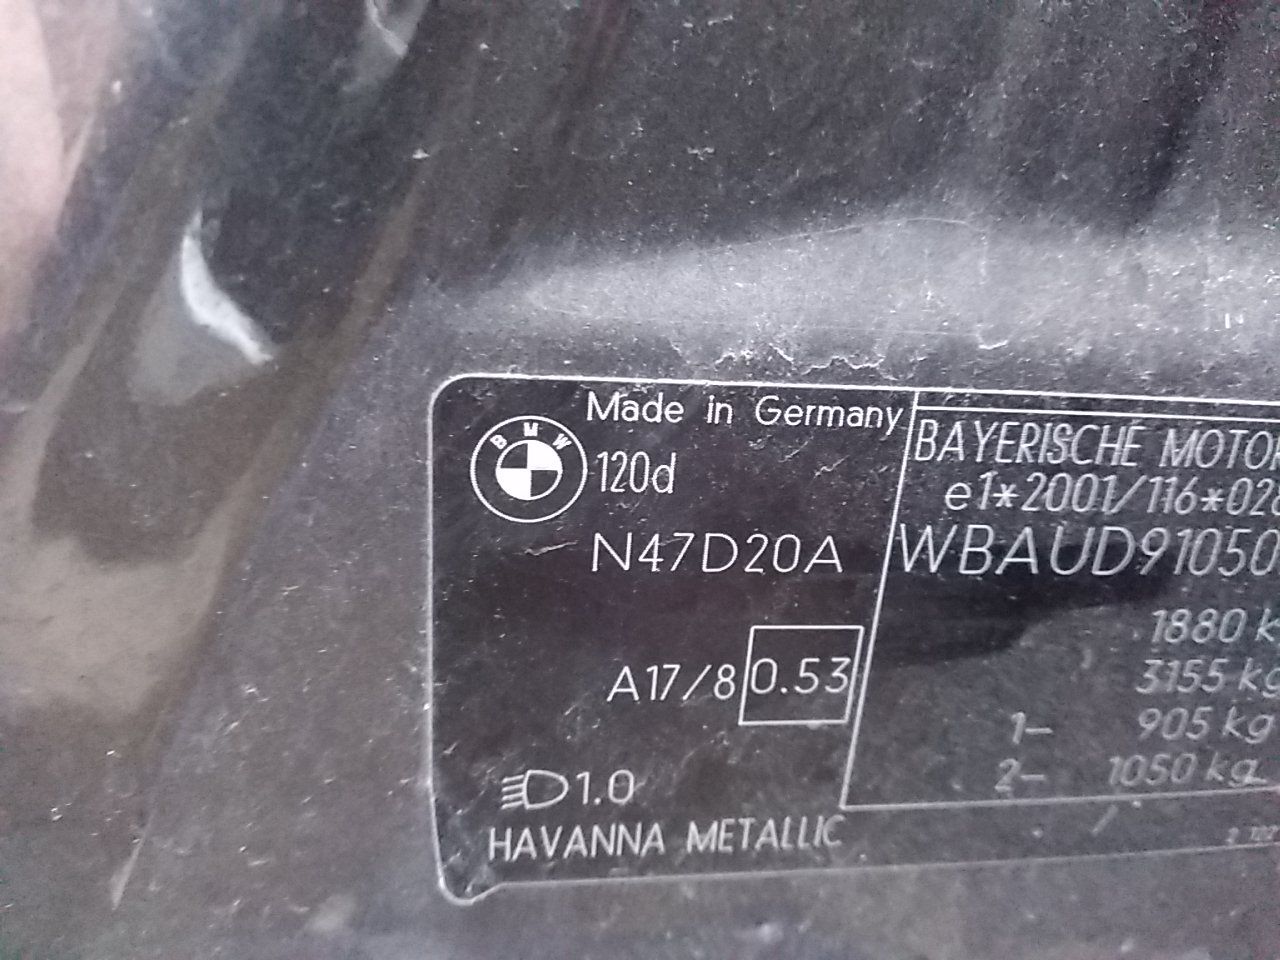 Made in Germany
BMW
120d
N47D20A
A17/8 0.53
1.0
HAVANNA METALLIC
BAYERISCHE MOTOR
e1*2001/116*02
WBAUD91050
1880 k
3155 kg
1- 905 kg
2- 1050 kg